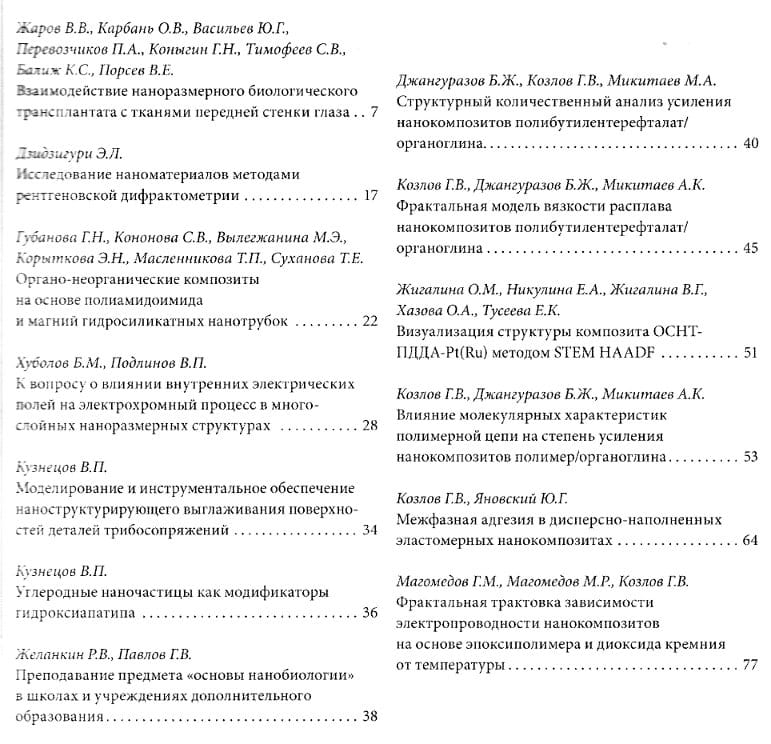 Жаров В.В., Карбань О.В., Васильев Ю.Г.,
Перевозчиков П.А., Коныгин Г.Н., Тимофеев С.В.,
Балиж К.С., Порсев В.Е.
Взаимодействие наноразмерного биологического
трансплантата с тканями передней стенки глаза . . 7
Дзидзигури Э.Л.
Исследование наноматериалов методами
рентгеновской дифрактометрии . . . . . . . . . . . . . . . . 17
Губанова Г.Н., Кононова С.В., Вылегжанина М.Э.,
Корыткова Э.Н., Масленникова Т.П., Суханова Т.Е.
Органо-неорганические композиты
на основе полиамидоимида
и магний гидросиликатных нанотрубок . . . . . . . . . 22
Хуболов Б.М., Подлинов В.П.
К вопросу о влиянии внутренних электрических
полей на электрохромный процесс в много-
слойных наноразмерных структурах . . . . . . . . . . . 28
Кузнецов В.П.
Моделирование и инструментальное обеспечение
наноструктурирующего выглаживания поверхно-
стей деталей трибосопряжений . . . . . . . . . . . . . . . . . 34
Кузнецов В.П.
Углеродные наночастицы как модификаторы
гидроксиапатипа . . . . . . . . . . . . . . . . . . . . . . . . . . . . 36
Желанкин Р.В., Павлов Г.В.
Преподавание предмета «основы нанобиологии»
в школах и учреждениях дополнительного
образования . . . . . . . . . . . . . . . . . . . . . . . . . . . . . . . . . 38
Джангуразов Б.Ж., Козлов Г.В., Микитаев М.А.
Структурный количественный анализ усиления
нанокомпозитов полибутилентерефталат/
органоглина. . . . . . . . . . . . . . . . . . . . . . . . . . . . . . . . . 40
Козлов Г.В., Джангуразов Б.Ж., Микитаев А.К.
Фрактальная модель вязкости расплава
нанокомпозитов полибутилентерефталат/
органоглина . . . . . . . . . . . . . . . . . . . . . . . . . . . . . . . . . 45
Жигалина О.М., Никулина Е.А., Жигалина В.Г.,
Хазова О.А., Тусеева Е.К.
Визуализация структуры композита ОСНТ-
ПДДА-Pt(Ru) методом STEM HAADF . . . . . . . . . . . 51
Козлов Г.В., Джангуразов Б.Ж., Микитаев А.К.
Влияние молекулярных характеристик
полимерной цепи на степень усиления
нанокомпозитов полимер/органоглина . . . . . . . . . . 53
Козлов Г.В., Яновский Ю.Г.
Межфазная адгезия в дисперсно-наполненных
эластомерных нанокомпозитах . . . . . . . . . . . . . . . . . 64
Магомедов Г.М., Магомедов М.Р., Козлов Г.В.
Фрактальная трактовка зависимости
электропроводности нанокомпозитов
на основе эпоксиполимера и диоксида кремния
от температуры . . . . . . . . . . . . . . . . . . . . . . . . . . . . . . 77